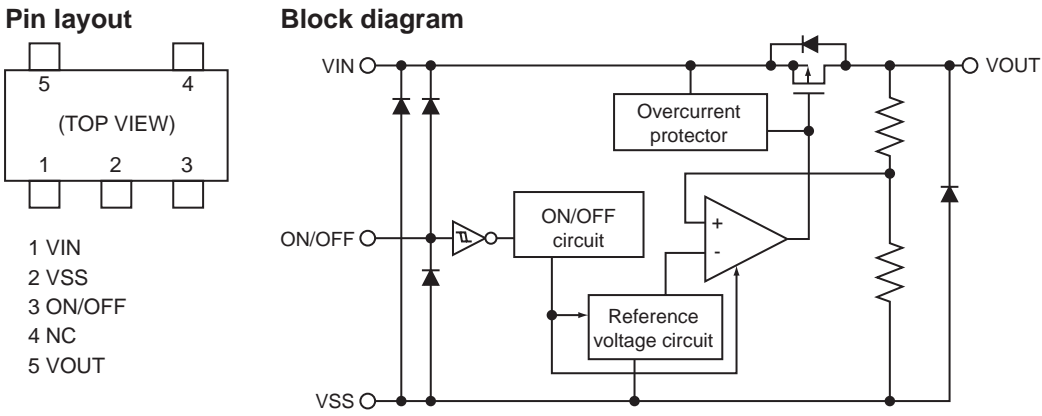 Pin layout
5 4
(TOP VIEW)
1 2 3
1 VIN
2 VSS
3 ON/OFF
4 NC
5 VOUT
Block diagram
VIN
VOUT
Overcurrent
protector
ON/OFF
ON/OFF
circuit
+
-
Reference
voltage circuit
VSS